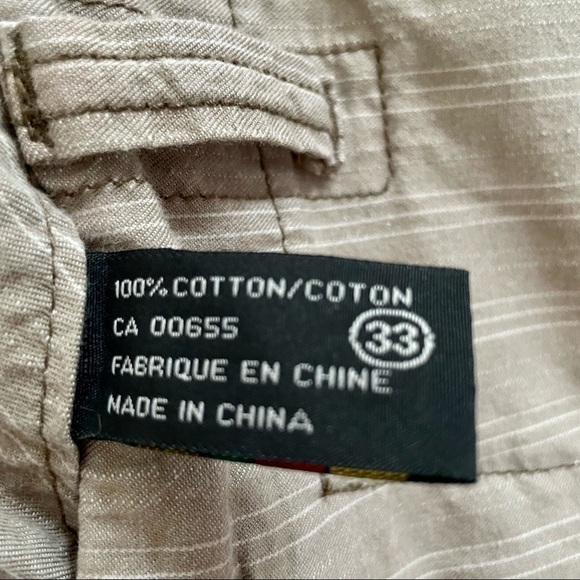 100% COTTON/COTON
CA 00655
33
FABRIQUE EN CHINE
MADE IN CHINA